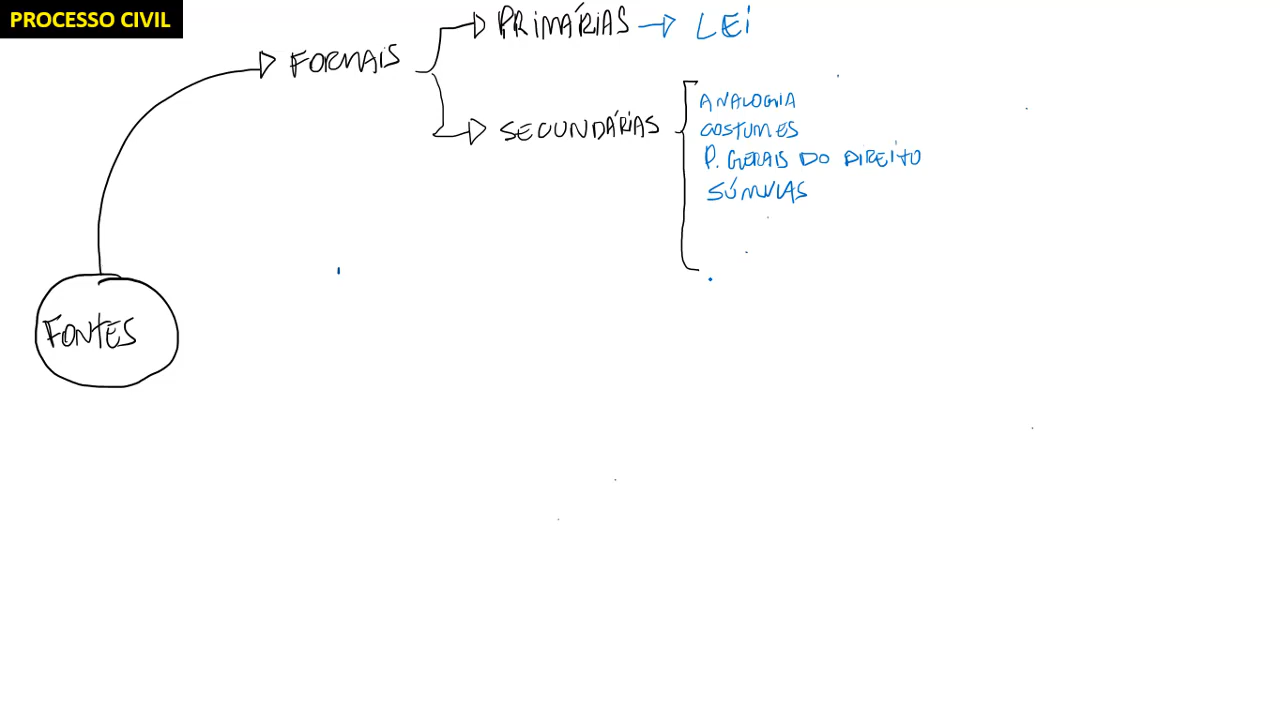 PROCESSO CIVIL
PRIMÁRIAS → LEI
FORMAIS
SECUNDÁRIAS
ANALOGIA
COSTUMES
P. GERAIS DO DIREITO
SÚMULAS
FONTES